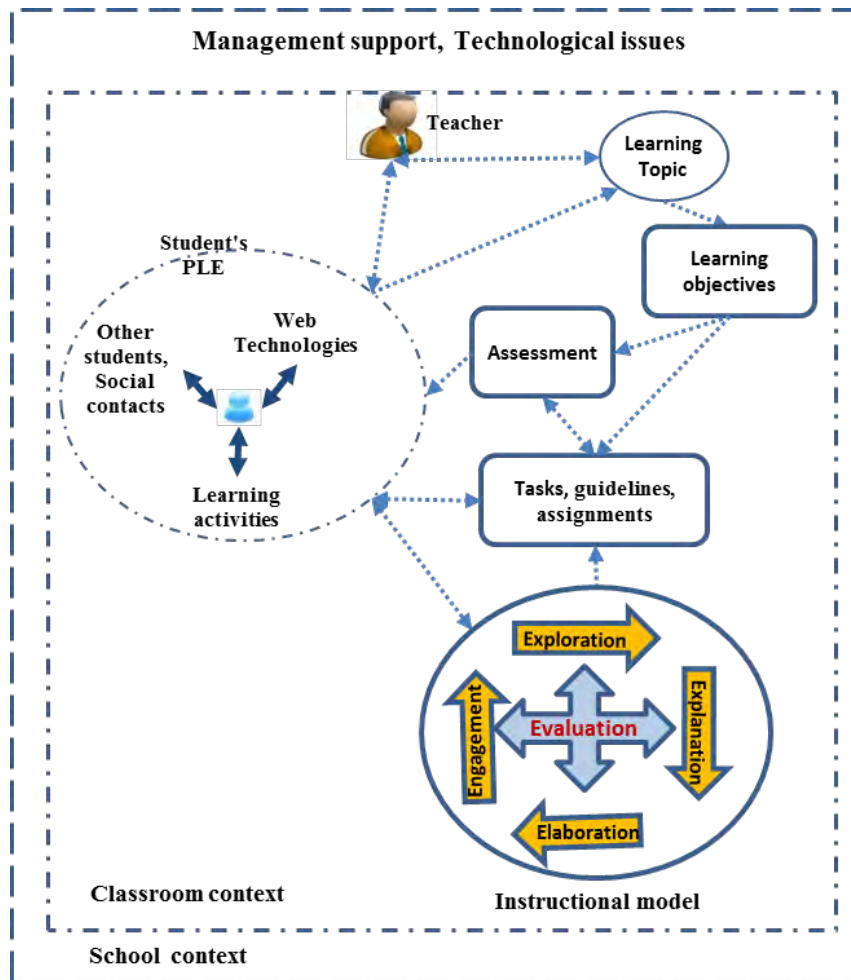 Management support, Technological issues
Teacher
Learning
Topic
Student's
PLE
Learning
objectives
Other
students,
Social
contacts
Web
Technologies
Assessment
Learning
activities
Tasks, guidelines,
assignments
Exploration
Engagement
Evaluation
Explanation
Elaboration
Classroom context
Instructional model
School context